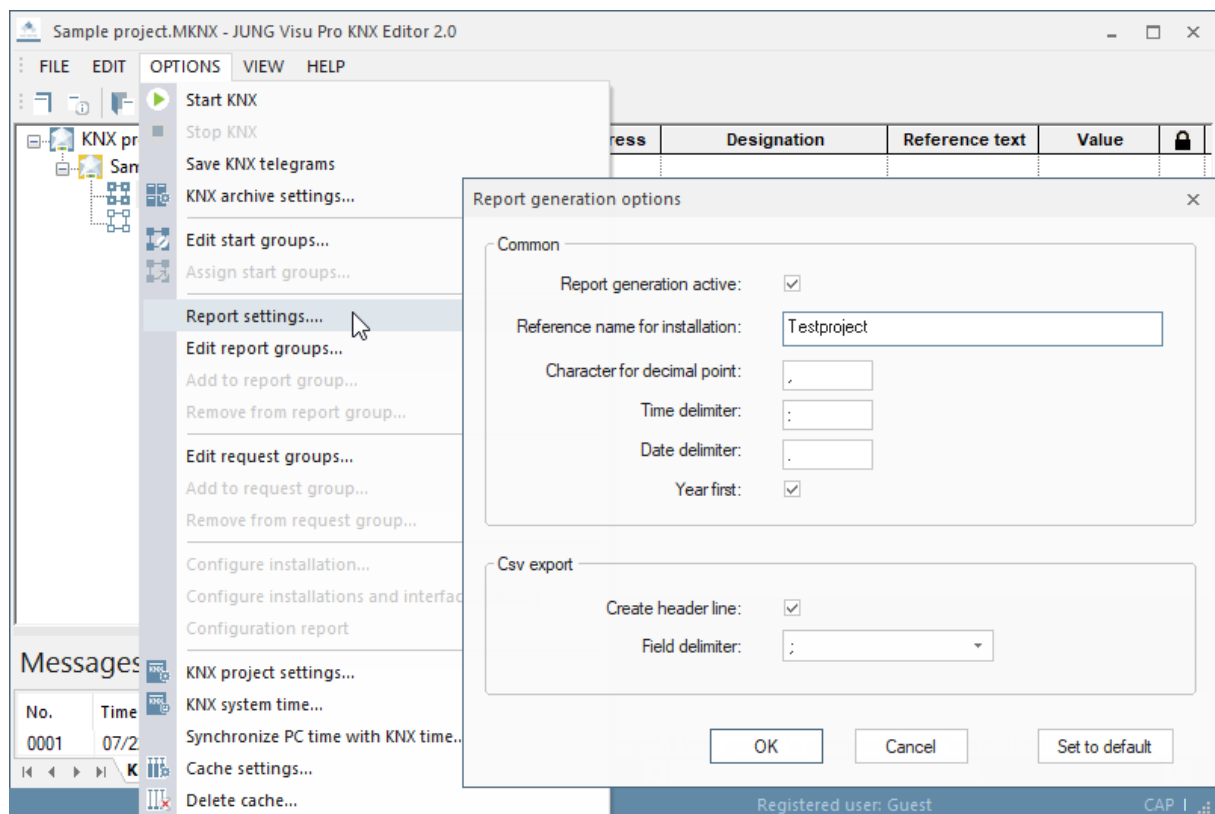 Sample project.MKNX - JUNG Visu Pro KNX Editor 2.0
FILE EDIT OPTIONS VIEW HELP
Start KNX
Stop KNX
Save KNX telegrams
KNX archive settings...
Edit start groups...
Assign start groups...
Report settings....
Edit report groups...
Add to report group...
Remove from report group...
Edit request groups...
Add to request group...
Remove from request group...
Configure installation...
Configure installations and interfac
Configuration report
KNX project settings...
KNX system time...
Synchronize PC time with KNX time..
Cache settings...
Delete cache...
KNX pr
Sam
ress Designation Reference text Value
Report generation options
Common
Report generation active:
Reference name for installation: Testproject
Character for decimal point: ,
Time delimiter: :
Date delimiter: .
Year first:
Csv export
Create header line:
Field delimiter: ;
OK Cancel Set to default
Messages
No. Time
0001 07/2
K
Registered user: Guest CAP